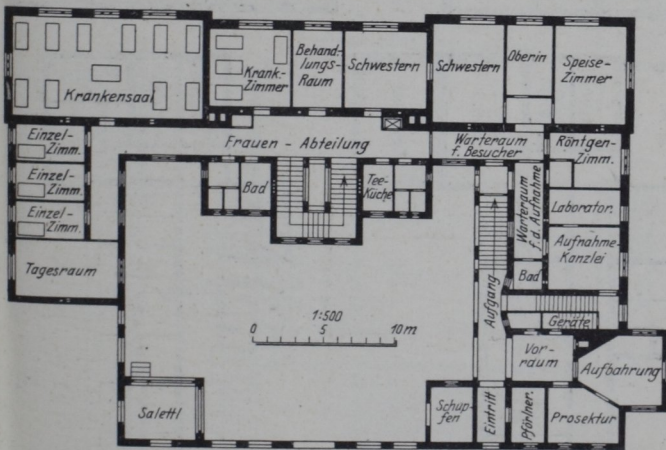 Krankensaal
Krank.-
Zimmer
Behand-
lungs-
Raum
Schwestern
Schwestern
Oberin
Speise-
Zimmer
Einzel-
Zimm.
Einzel-
Zimm.
Einzel-
Zimm.
Tagesraum
Frauen - Abteilung
Warteraum
f. Besucher
Röntgen-
Zimm.
Bad
Tee-
küche
Warteraum
f. d. Aufnahme
Laborator.
Aufnahme-
Kanzlei
Bad
Aufgang
Geräte
1:500
0 5 10 m
Vor-
raum
Aufbahrung
Salettl
Schup-
fen
Eintritt
Pförtner.
Prosektur